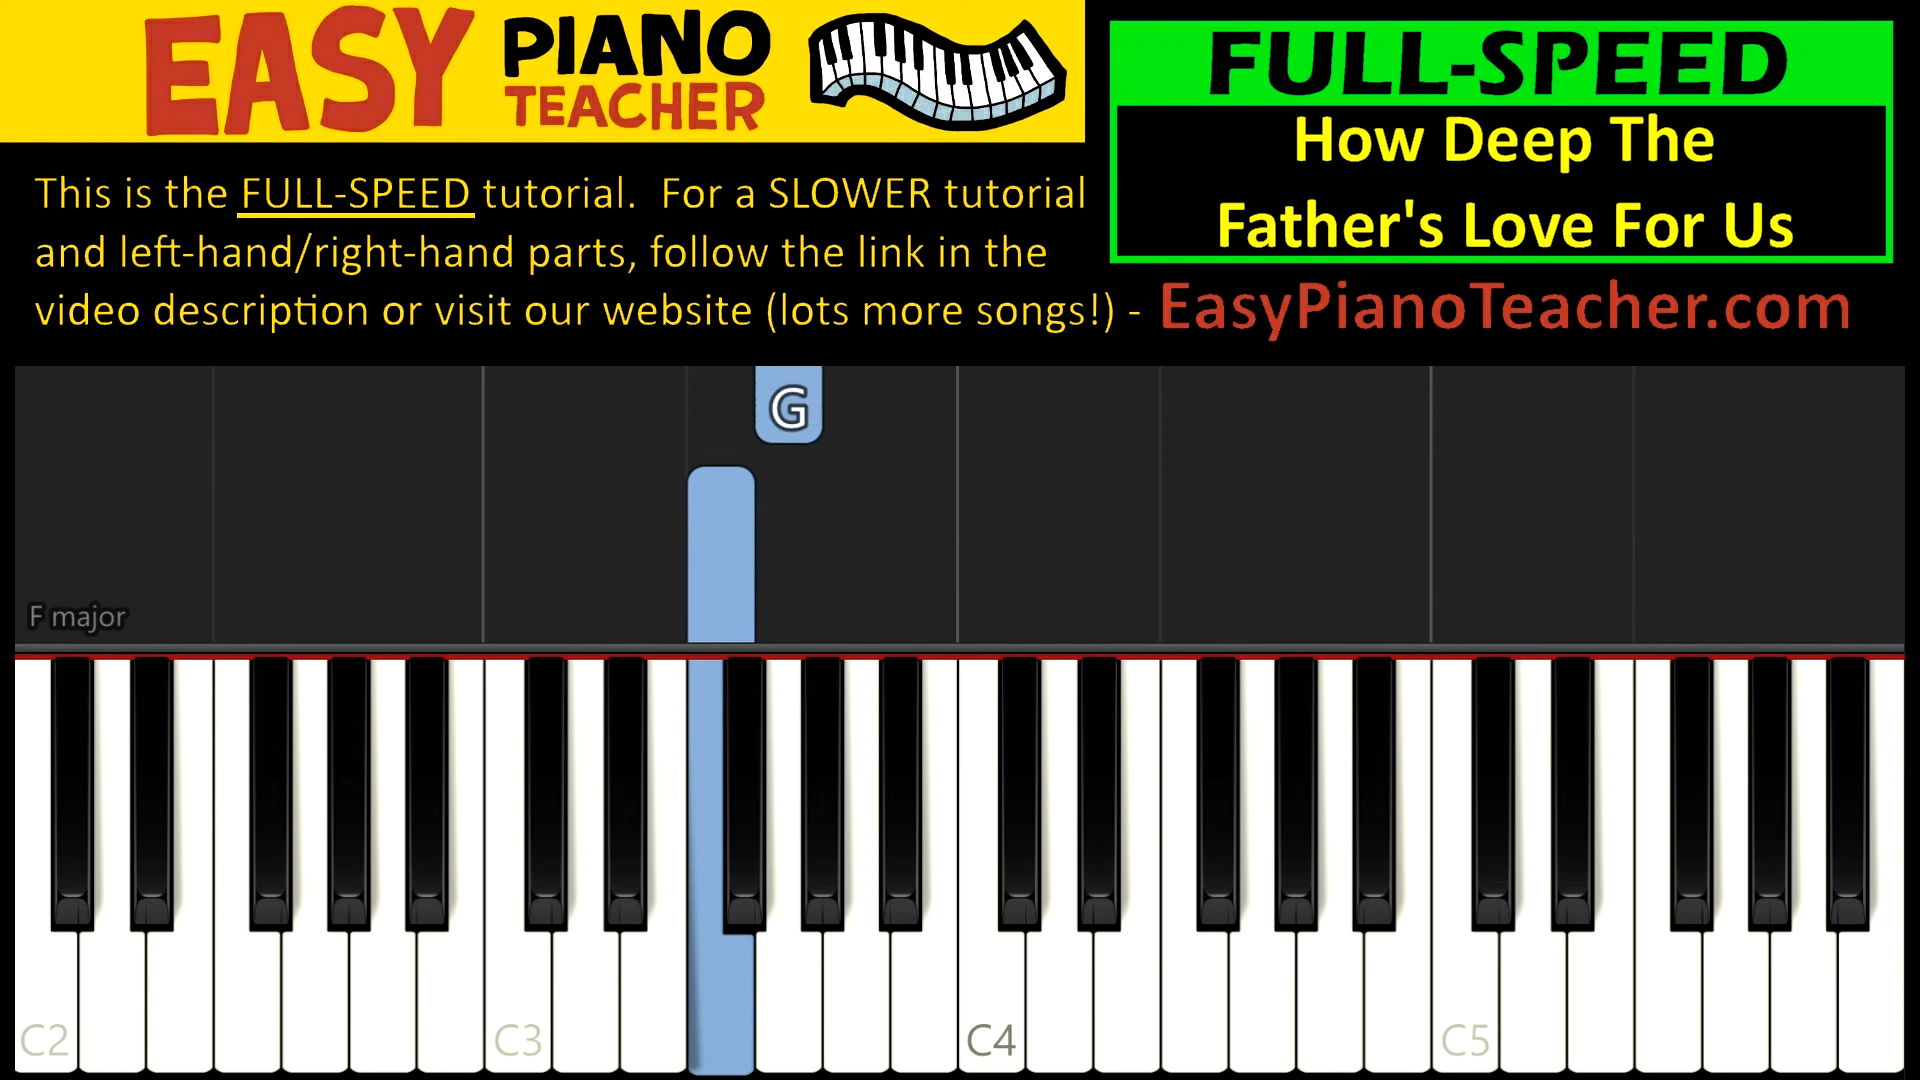 EASY PIANO TEACHER
FULL-SPEED
How Deep The
Father's Love For Us
This is the FULL-SPEED tutorial. For a SLOWER tutorial
and left-hand/right-hand parts, follow the link in the
video description or visit our website (lots more songs!) - EasyPianoTeacher.com
G
F major
C2 C3 C4 C5